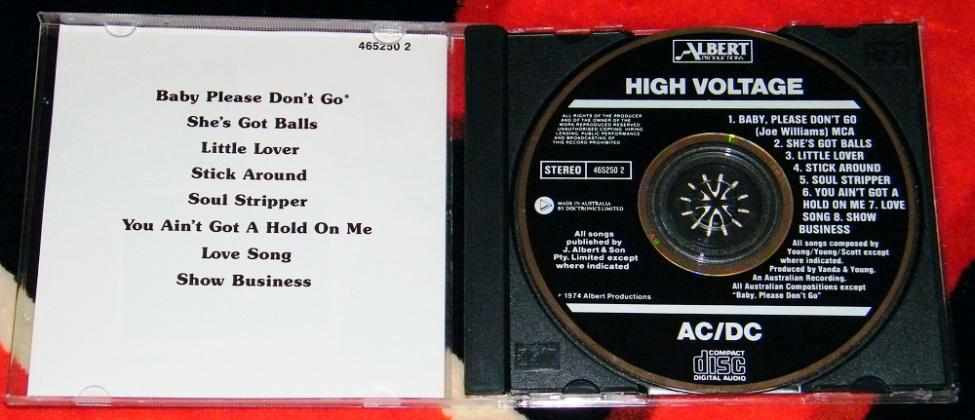 465250 2
Baby Please Don't Go*
She's Got Balls
Little Lover
Stick Around
Soul Stripper
You Ain't Got A Hold On Me
Love Song
Show Business
ALBERT
PRODUCTIONS
HIGH VOLTAGE
ALL RIGHTS OF THE PRODUCER
AND OF THE OWNER OF THE
WORK REPRODUCED RESERVED
UNAUTHORISED COPYING, HIRING
LENDING, PUBLIC PERFORMANCE
AND BROADCASTING OF
THIS RECORD PROHIBITED
STEREO 465250 2
MADE IN AUSTRALIA
BY DISCTRONICS LIMITED
All songs
published by
J. Albert & Son
Pty. Limited except
where indicated
* 1974 Albert Productions
1. BABY, PLEASE DON'T GO
(Joe Williams) MCA
2. SHE'S GOT BALLS
3. LITTLE LOVER
4. STICK AROUND
5. SOUL STRIPPER
6. YOU AIN'T GOT A
HOLD ON ME 7. LOVE
SONG 8. SHOW
BUSINESS
All songs composed by
Young/Young/Scott except
where indicated.
Produced by Vanda & Young.
An Australian Recording.
All Australian Compositions except
"Baby, Please Don't Go"
AC/DC
COMPACT
disc
DIGITAL AUDIO